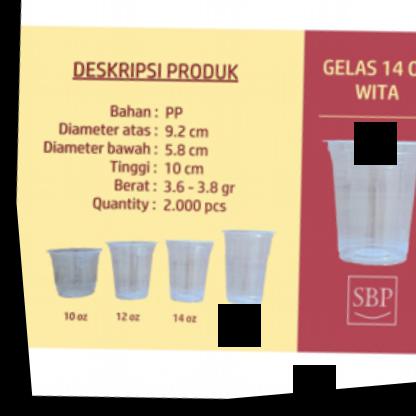 DESKRIPSI PRODUK
Bahan : PP
Diameter atas : 9.2 cm
Diameter bawah : 5.8 cm
Tinggi : 10 cm
Berat : 3.6 - 3.8 gr
Quantity : 2.000 pcs
10 oz
12 oz
14 oz
GELAS 14 O
WITA
SBP